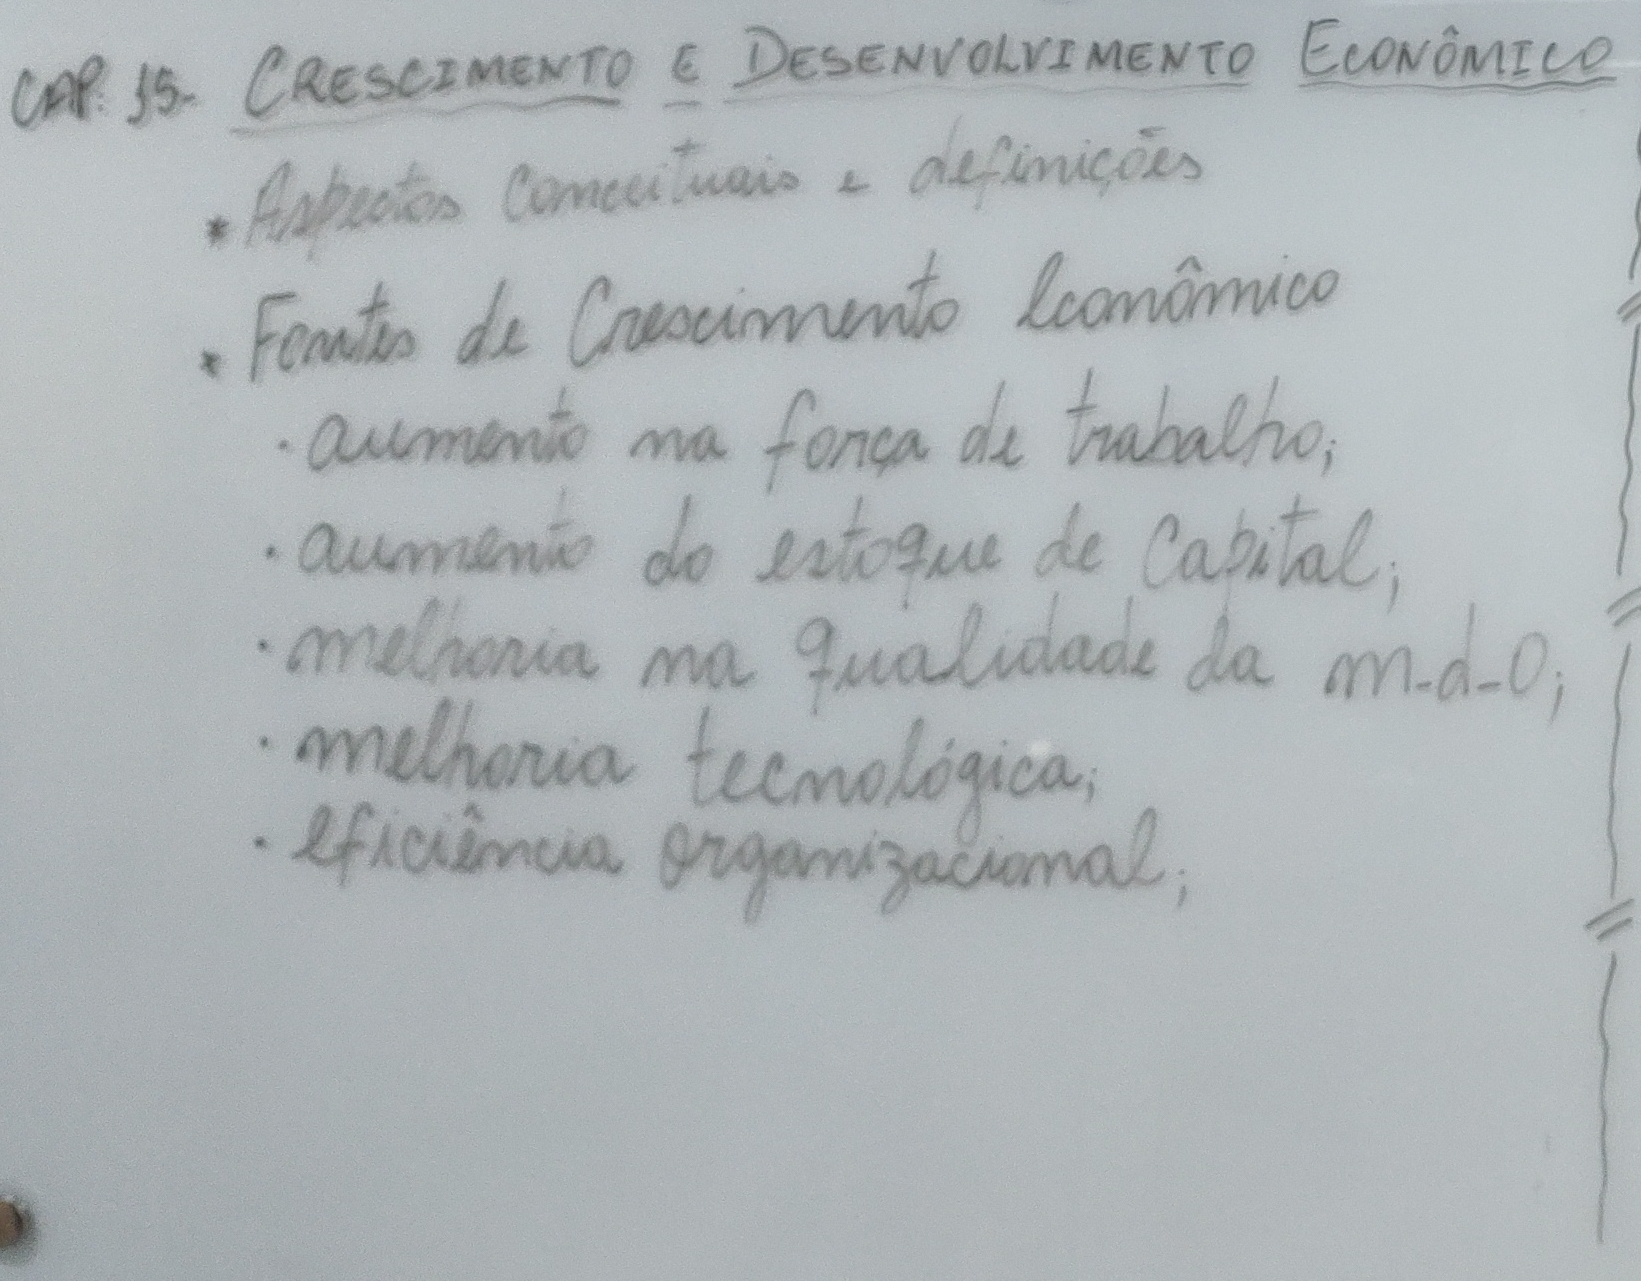 CAP. 15- CRESCIMENTO E DESENVOLVIMENTO ECONÔMICO
* Aspectos Conceituais e definições
* Fontes de Crescimento Econômico
· aumento na força de trabalho;
· aumento do estoque de Capital;
· melhoria na qualidade da m-d-O;
· melhoria tecnológica;
· eficiência organizacional;